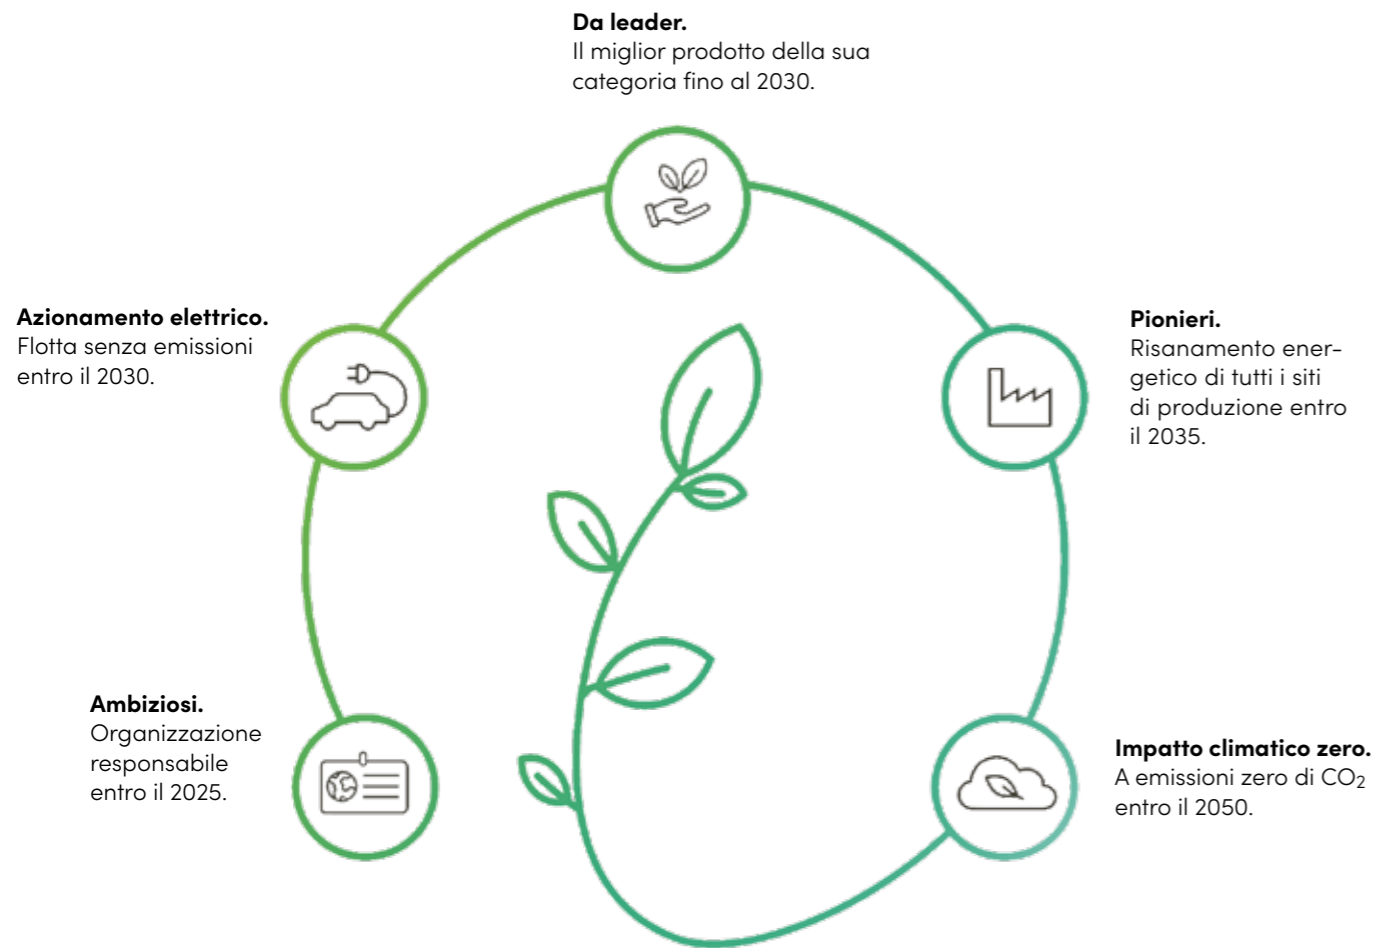 Da leader.
Il miglior prodotto della sua
categoria fino al 2030.
Azionamento elettrico.
Flotta senza emissioni
entro il 2030.
Pionieri.
Risanamento ener-
getico di tutti i siti
di produzione entro
il 2035.
Ambiziosi.
Organizzazione
responsabile
entro il 2025.
Impatto climatico zero.
A emissioni zero di CO₂
entro il 2050.